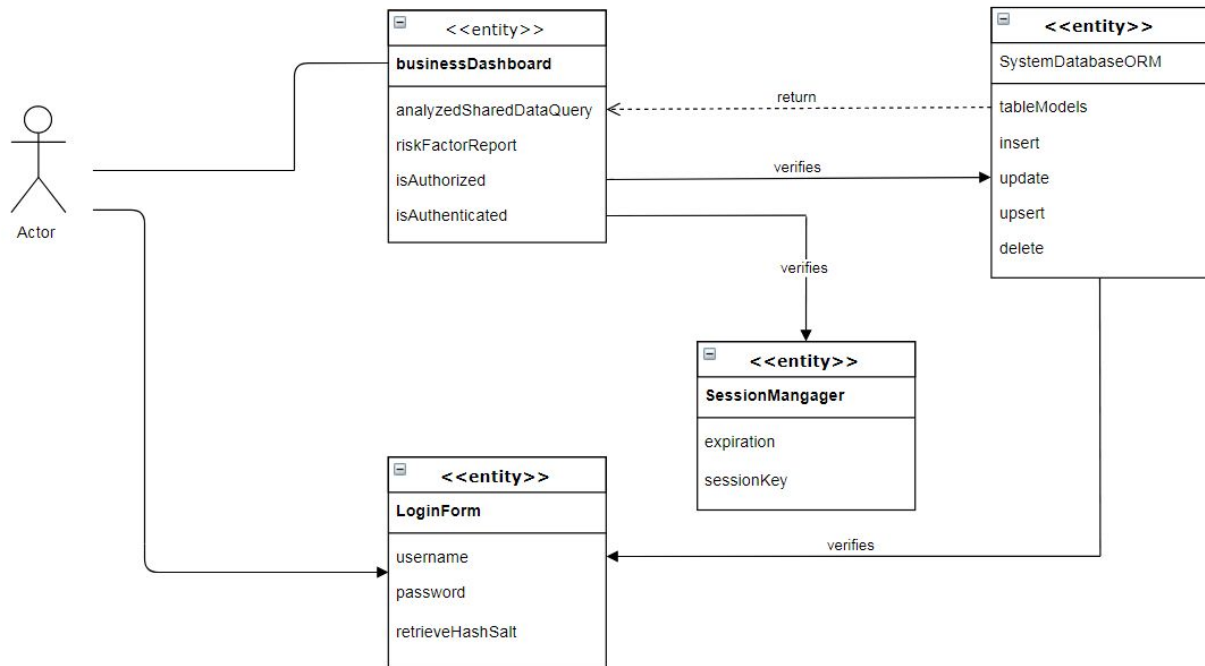 <<entity>>
businessDashboard
analyzedSharedDataQuery
riskFactorReport
isAuthorized
isAuthenticated
<<entity>>
SystemDatabaseORM
tableModels
insert
update
upsert
delete
return
verifies
verifies
Actor
<<entity>>
SessionMangager
expiration
sessionKey
<<entity>>
LoginForm
username
password
retrieveHashSalt
verifies